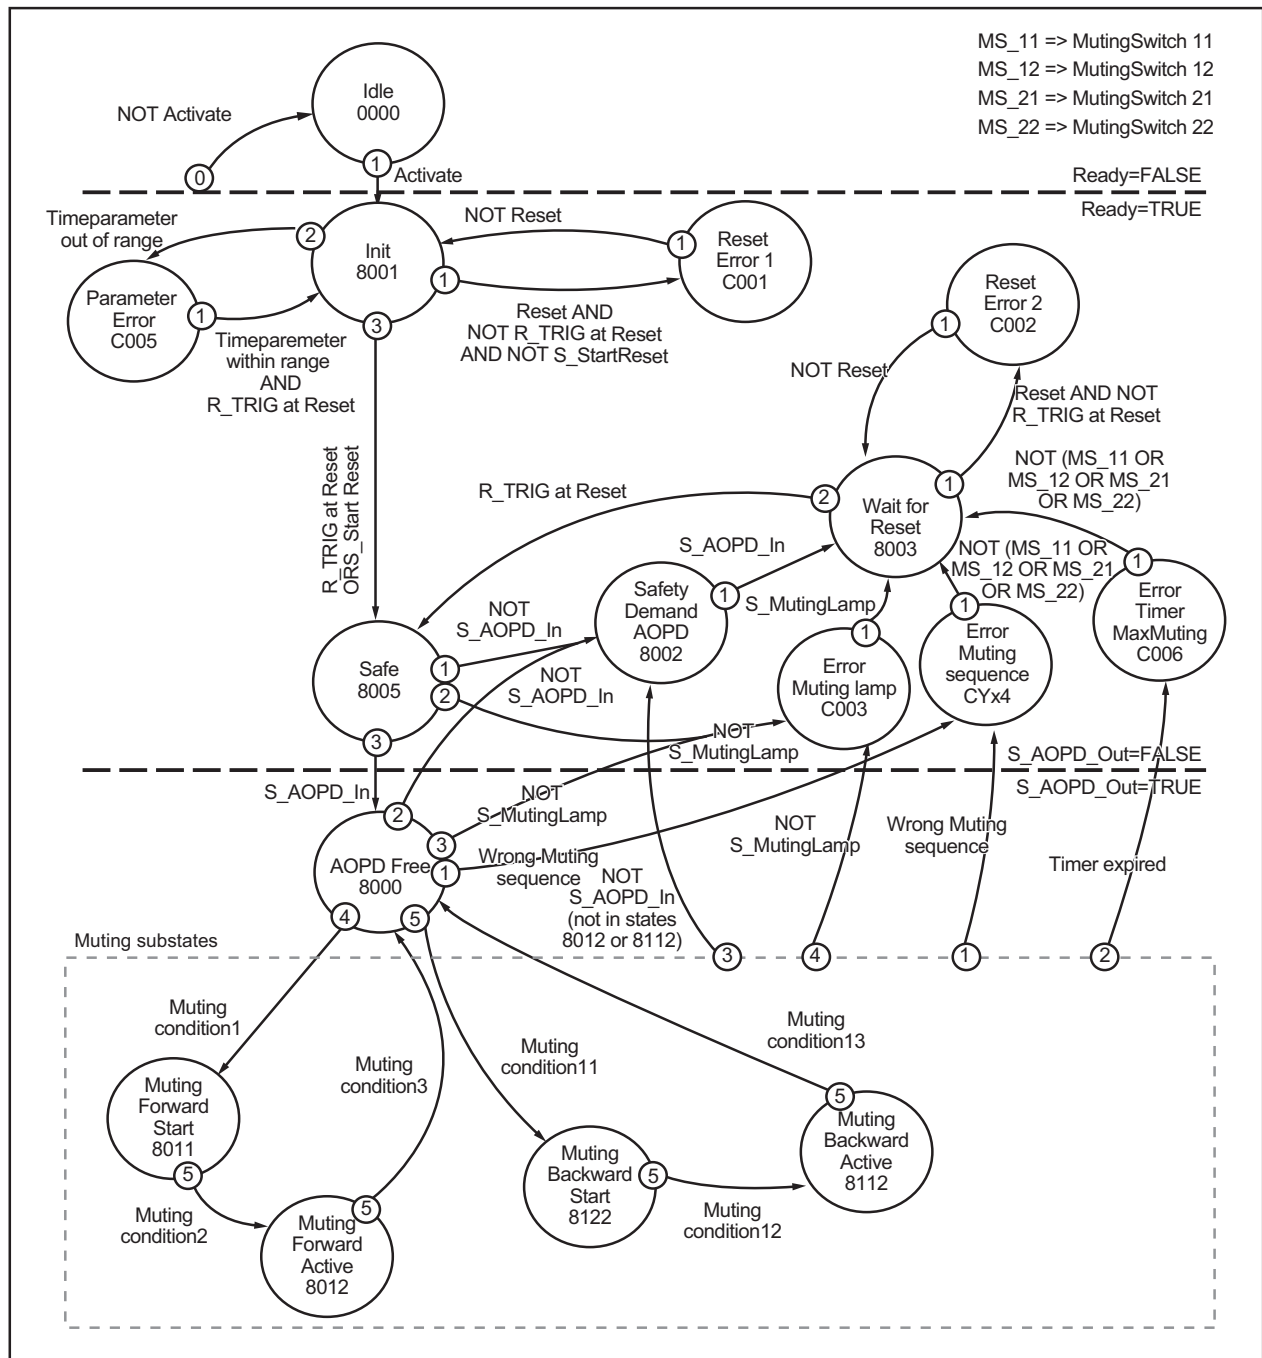 MS_11 => MutingSwitch 11
MS_12 => MutingSwitch 12
MS_21 => MutingSwitch 21
MS_22 => MutingSwitch 22
Idle
0000
NOT Activate
0
1
Activate
Ready=FALSE
Ready=TRUE
Timeparameter
out of range
2
Init
8001
NOT Reset
1
Reset
Error 1
C001
1
Reset AND
NOT R_TRIG at Reset
AND NOT S_StartReset
Parameter
Error
C005
1
Timeparemeter
within range
AND
R_TRIG at Reset
3
Reset
Error 2
C002
1
NOT Reset
Reset AND NOT
R_TRIG at Reset
R_TRIG at Reset
ORS_Start Reset
R_TRIG at Reset
2
Wait for
Reset
8003
1
NOT (MS_11 OR
MS_12 OR MS_21
OR MS_22)
NOT (MS_11 OR
MS_12 OR MS_21
OR MS_22)
S_AOPD_In
Safety
Demand
AOPD
8002
1
S_MutingLamp
1
Error
Muting lamp
C003
1
Error
Muting
sequence
CYx4
1
Error
Timer
MaxMuting
C006
Safe
8005
1
2
3
NOT
S_AOPD_In
NOT
S_AOPD_In
NOT
S_MutingLamp
S_AOPD_Out=FALSE
S_AOPD_Out=TRUE
S_AOPD_In
2
3
1
AOPD Free
8000
4
5
NOT
S_MutingLamp
Wrong Muting
sequence
NOT
S_AOPD_In
(not in states
8012 or 8112)
NOT
S_MutingLamp
Wrong Muting
sequence
Timer expired
3
4
1
2
Muting substates
Muting
condition1
Muting
condition3
Muting
condition11
Muting
condition13
Muting
Forward
Start
8011
5
Muting
condition2
Muting
Forward
Active
8012
5
Muting
Backward
Start
8122
5
Muting
condition12
5
Muting
Backward
Active
8112